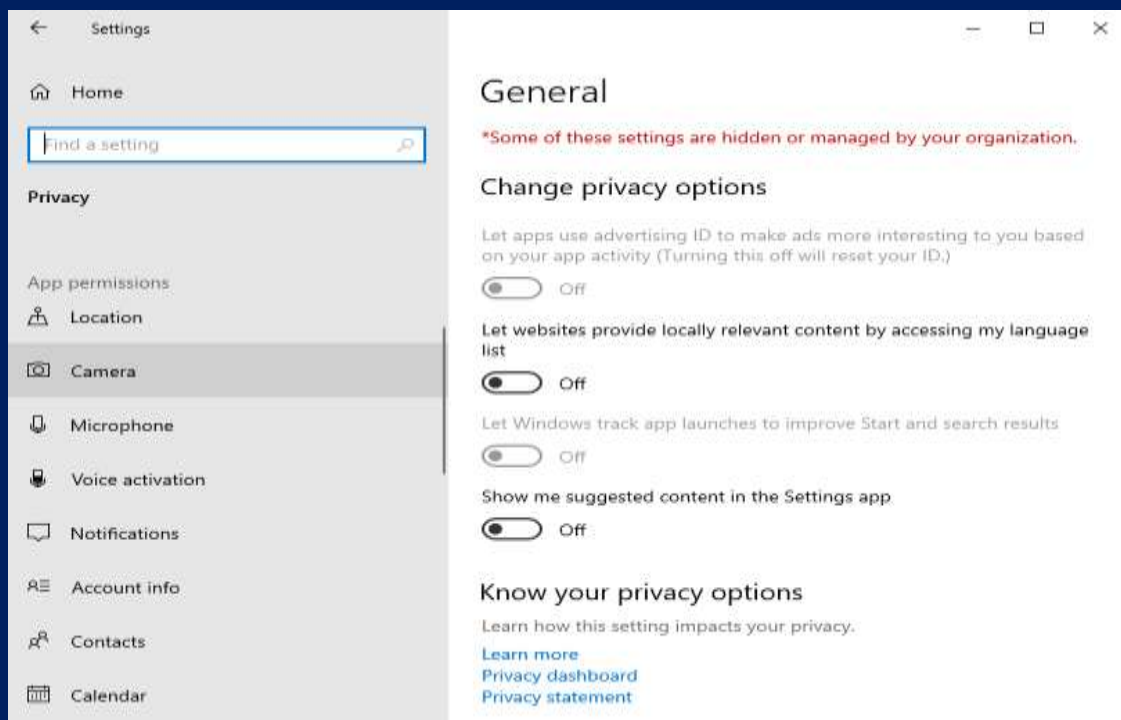 Settings
Home
Find a setting
Privacy
App permissions
Location
Camera
Microphone
Voice activation
Notifications
Account info
Contacts
Calendar
General
*Some of these settings are hidden or managed by your organization.
Change privacy options
Let apps use advertising ID to make ads more interesting to you based
on your app activity (Turning this off will reset your ID.)
Off
Let websites provide locally relevant content by accessing my language
list
Off
Let Windows track app launches to improve Start and search results
Off
Show me suggested content in the Settings app
Off
Know your privacy options
Learn how this setting impacts your privacy.
Learn more
Privacy dashboard
Privacy statement